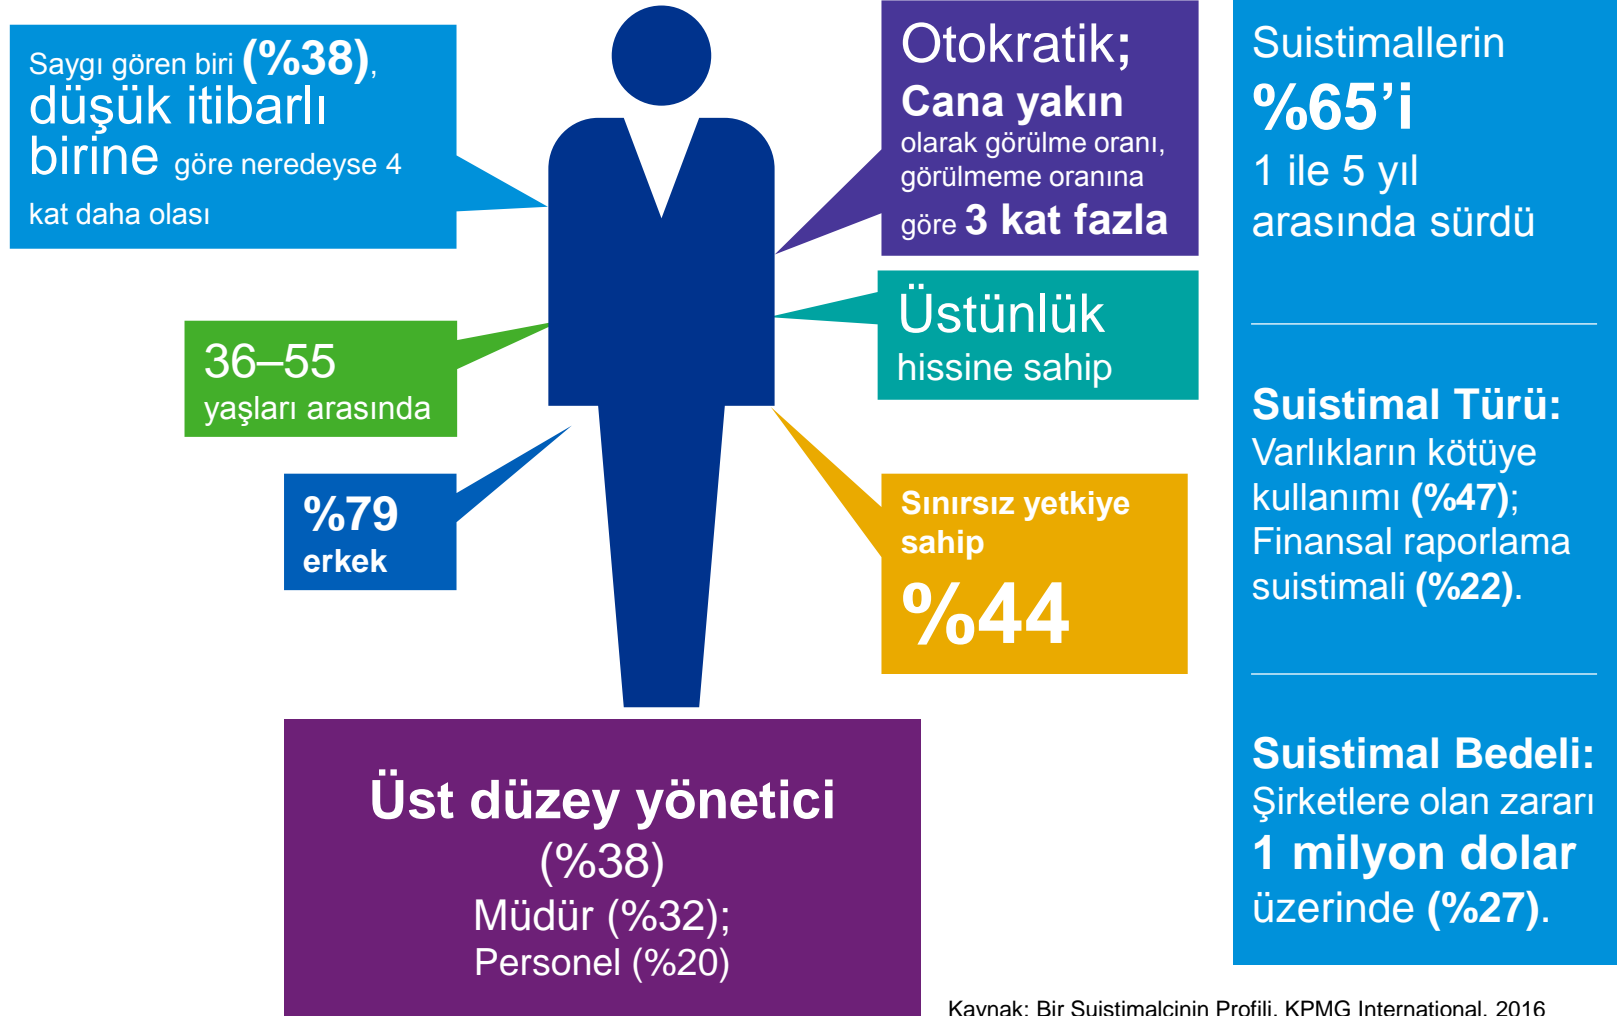 Saygı gören biri (%38),
düşük itibarlı
birine göre neredeyse 4
kat daha olası
36–55
yaşları arasında
%79
erkek
Otokratik;
Cana yakın
olarak görülme oranı,
görülmeme oranına
göre 3 kat fazla
Üstünlük
hissine sahip
Sınırsız yetkiye
sahip
%44
Üst düzey yönetici
(%38)
Müdür (%32);
Personel (%20)
Suistimallerin
%65’i
1 ile 5 yıl
arasında sürdü
Suistimal Türü:
Varlıkların kötüye
kullanımı (%47);
Finansal raporlama
suistimali (%22).
Suistimal Bedeli:
Şirketlere olan zararı
1 milyon dolar
üzerinde (%27).
Kaynak: Bir Suistimalcinin Profili, KPMG International, 2016